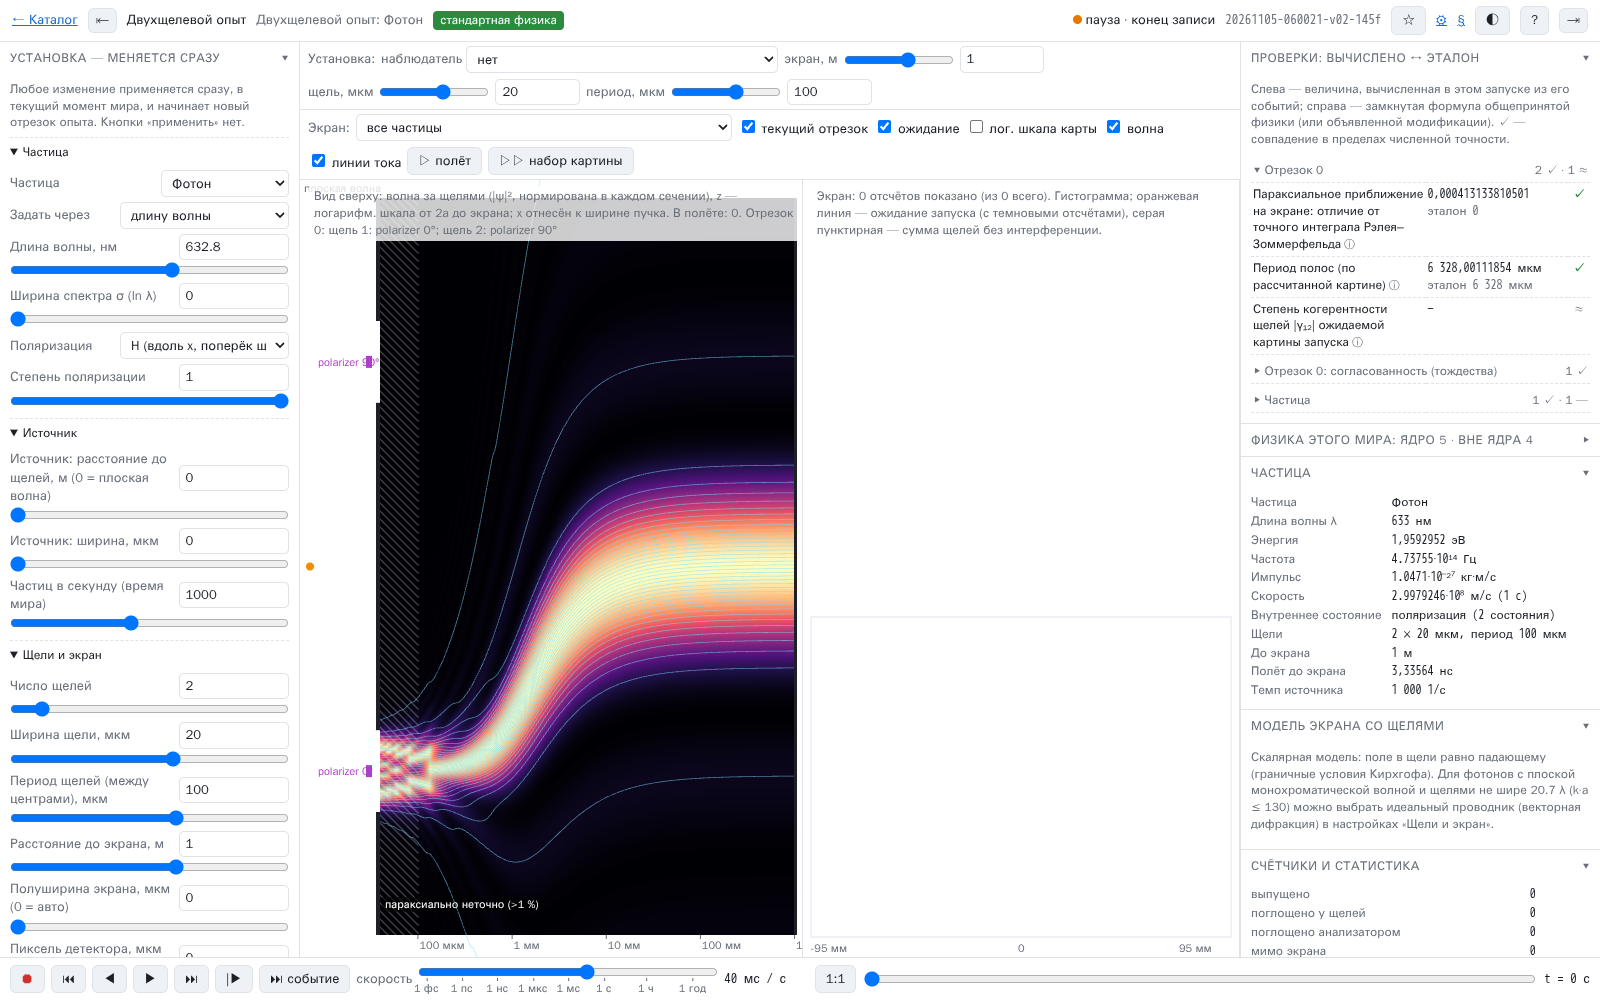 ← Каталог
⇤
Двухщелевой опыт
Двухщелевой опыт: Фотон
стандартная физика
пауза · конец записи
20261105-060021-v02-145f
☆
⚙
§
◐
?
⇥
УСТАНОВКА — МЕНЯЕТСЯ СРАЗУ
Любое изменение применяется сразу, в
текущий момент мира, и начинает новый
отрезок опыта. Кнопки «применить» нет.
▼ Частица
Частица
Фотон
Задать через
длину волны
Длина волны, нм
632.8
Ширина спектра σ (ln λ)
0
Поляризация
H (вдоль x, поперёк щ
Степень поляризации
1
▼ Источник
Источник: расстояние до
щелей, м (0 = плоская
волна)
0
Источник: ширина, мкм
0
Частиц в секунду (время
мира)
1000
▼ Щели и экран
Число щелей
2
Ширина щели, мкм
20
Период щелей (между
центрами), мкм
100
Расстояние до экрана, м
1
Полуширина экрана, мкм
(0 = авто)
0
Пиксель детектора, мкм
Установка: наблюдатель
нет
экран, м
1
щель, мкм
20
период, мкм
100
Экран:
все частицы
текущий отрезок
ожидание
лог. шкала карты
волна
линии тока
▷ полёт
▷▷ набор картины
плоская волна
Вид сверху: волна за щелями (|ψ|², нормирована в каждом сечении), z —
логарифм. шкала от 2a до экрана; x отнесён к ширине пучка. В полёте: 0. Отрезок
0: щель 1: polarizer 0°; щель 2: polarizer 90°
polarizer 90°
polarizer
параксиально неточно (>1 %)
100 мкм
1 мм
10 мм
100 мм
1
Экран: 0 отсчётов показано (из 0 всего). Гистограмма; оранжевая
линия — ожидание запуска (с темновыми отсчётами), серая
пунктирная — сумма щелей без интерференции.
-95 мм
0
95 мм
ПРОВЕРКИ: ВЫЧИСЛЕНО ↔ ЭТАЛОН
Слева — величина, вычисленная в этом запуске из его
событий; справа — замкнутая формула общепринятой
физики (или объявленной модификации). ✓ —
совпадение в пределах численной точности.
▾ Отрезок 0
2 ✓ · 1 ≈
Параксиальное приближение
на экране: отличие от
точного интеграла Рэлея—
Зоммерфельда ⓘ
0,000413133810501
эталон 0
✓
Период полос (по
рассчитанной картине) ⓘ
6 328,00111854 мкм
эталон 6 328 мкм
✓
Степень когерентности
щелей |γ₁₂| ожидаемой
картины запуска ⓘ
–
≈
▸ Отрезок 0: согласованность (тождества)
1 ✓
▸ Частица
1 ✓ · 1 —
ФИЗИКА ЭТОГО МИРА: ЯДРО 5 · ВНЕ ЯДРА 4
ЧАСТИЦА
Частица
Фотон
Длина волны λ
633 нм
Энергия
1,9592952 эВ
Частота
4.73755·10¹⁴ Гц
Импульс
1.0471·10⁻²⁷ кг·м/с
Скорость
2.9979246·10⁸ м/с (1 c)
Внутреннее состояние
поляризация (2 состояния)
Щели
2 × 20 мкм, период 100 мкм
До экрана
1 м
Полёт до экрана
3,33564 нс
Темп источника
1 000 1/с
МОДЕЛЬ ЭКРАНА СО ЩЕЛЯМИ
Скалярная модель: поле в щели равно падающему
(граничные условия Кирхгофа). Для фотонов с плоской
монохроматической волной и щелями не шире 20.7 λ (k·a
≤ 130) можно выбрать идеальный проводник (векторная
дифракция) в настройках «Щели и экран».
СЧЁТЧИКИ И СТАТИСТИКА
выпущено
0
поглощено у щелей
0
поглощено анализатором
0
мимо экрана
0
⏭ событие
скорость
1 фс
1 пс
1 нс
1 мкс
1 мс
1 с
1 ч
1 год
40 мс / с
1:1
t = 0 с